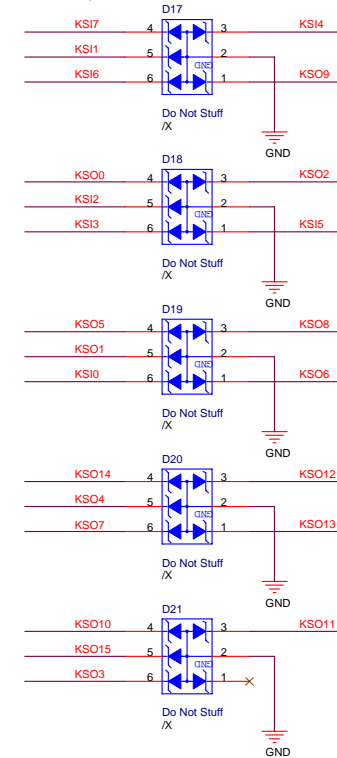 D17
KSI7 4 3 KSI4
KSI1 5 2
GND
KSI6 6 1 KSO9
Do Not Stuff
/X
GND
D18
KSO0 4 3 KSO2
KSI2 5 2
GND
KSI3 6 1 KSI5
Do Not Stuff
/X
GND
D19
KSO5 4 3 KSO8
KSO1 5 2
GND
KSI0 6 1 KSO6
Do Not Stuff
/X
GND
D20
KSO14 4 3 KSO12
KSO4 5 2
GND
KSO7 6 1 KSO13
Do Not Stuff
/X
GND
D21
KSO10 4 3 KSO11
KSO15 5 2
GND
KSO3 6 1
Do Not Stuff
/X
GND